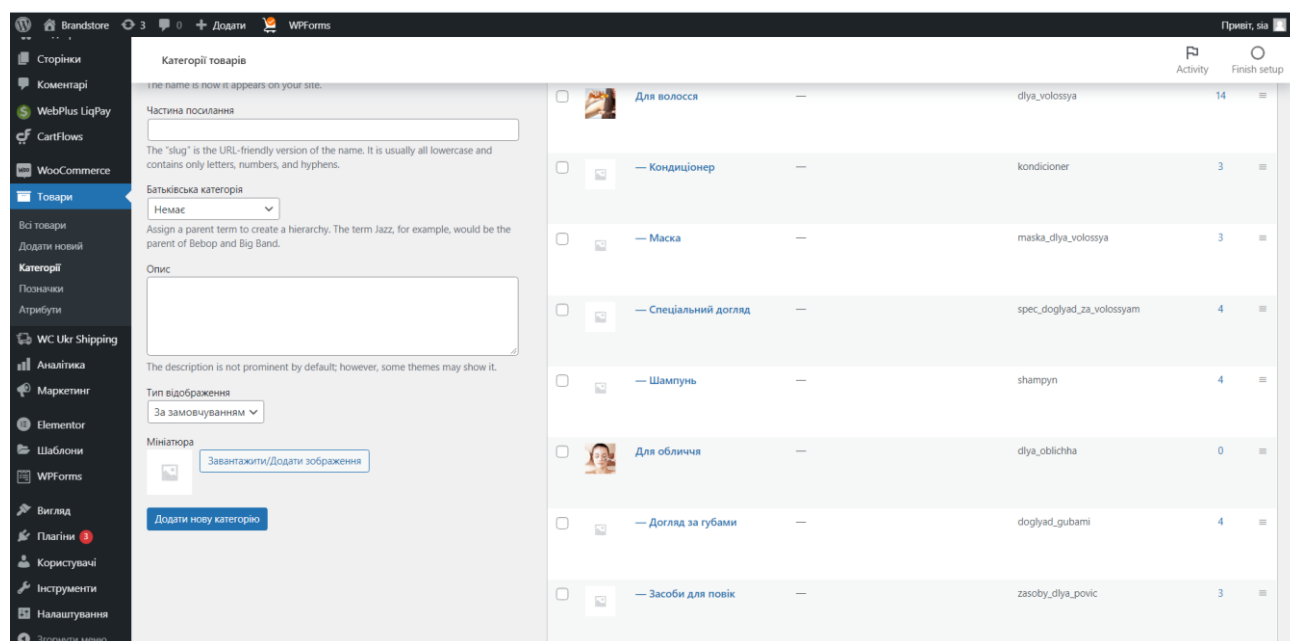 Brandstore 3 0 + Додати WPForms Привіт, sia
Сторінки
Коментарі
WebPlus LiqPay
CartFlows
WooCommerce
Товари
Всі товари
Додати новий
Категорії
Позначки
Атрибути
WC Ukr Shipping
Аналітика
Маркетинг
Elementor
Шаблони
WPForms
Вигляд
Плагіни 3
Користувачі
Інструменти
Налаштування
Згорнути меню
Категорії товарів
Activity
Finish setup
The name is how it appears on your site.
Частина посилання
The "slug" is the URL-friendly version of the name. It is usually all lowercase and
contains only letters, numbers, and hyphens.
Батьківська категорія
Немає
Assign a parent term to create a hierarchy. The term Jazz, for example, would be the
parent of Bebop and Big Band.
Опис
The description is not prominent by default; however, some themes may show it.
Тип відображення
За замовчуванням
Мініатюра
Завантажити/Додати зображення
Додати нову категорію
Для волосся — dlya_volossya 14
— Кондиціонер — kondicioner 3
— Маска — maska_dlya_volossya 3
— Спеціальний догляд — spec_doglyad_za_volossyam 4
— Шампунь — shampyn 4
Для обличчя — dlya_oblichha 0
— Догляд за губами — doglyad_gubami 4
— Засоби для повік — zasoby_dlya_povic 3